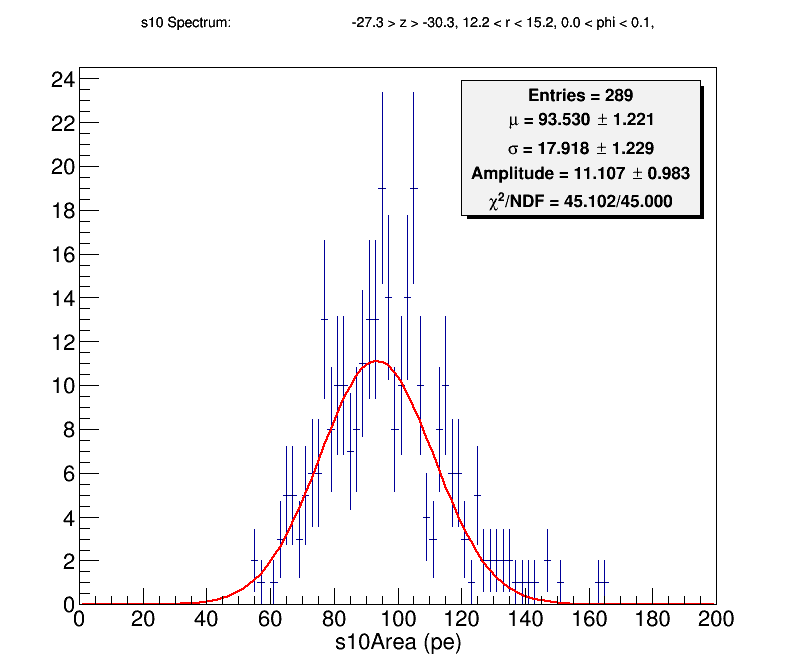 s10 Spectrum: -27.3 > z > -30.3, 12.2 < r < 15.2, 0.0 < phi < 0.1,
Entries = 289
μ = 93.530 ± 1.221
σ = 17.918 ± 1.229
Amplitude = 11.107 ± 0.983
χ²/NDF = 45.102/45.000
24
22
20
18
16
14
12
10
8
6
4
2
0
0 20 40 60 80 100 120 140 160 180 200
s10Area (pe)